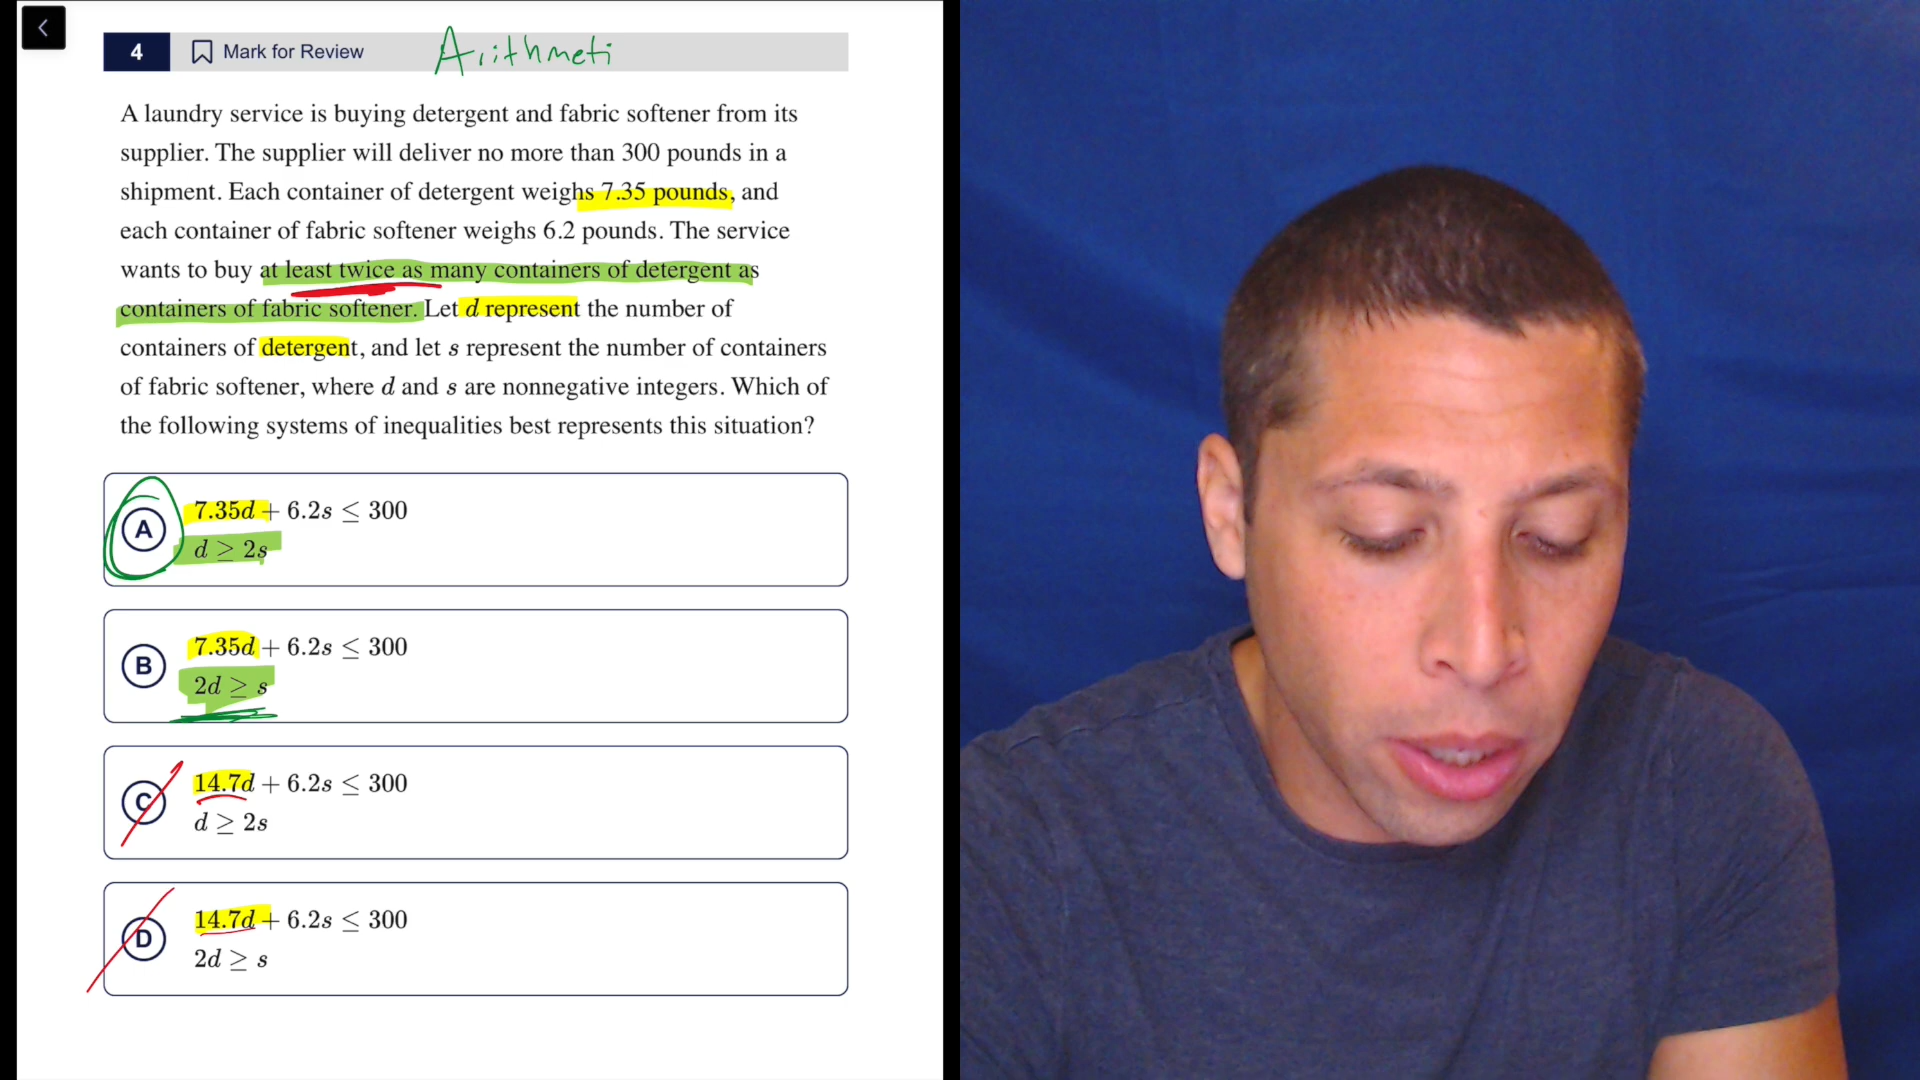 4 Mark for Review Arithmeti
A laundry service is buying detergent and fabric softener from its
supplier. The supplier will deliver no more than 300 pounds in a
shipment. Each container of detergent weighs 7.35 pounds, and
each container of fabric softener weighs 6.2 pounds. The service
wants to buy at least twice as many containers of detergent as
containers of fabric softener. Let d represent the number of
containers of detergent, and let s represent the number of containers
of fabric softener, where d and s are nonnegative integers. Which of
the following systems of inequalities best represents this situation?
A
7.35d + 6.2s ≤ 300
d ≥ 2s
B
7.35d + 6.2s ≤ 300
2d ≥ s
C
14.7d + 6.2s ≤ 300
d ≥ 2s
D
14.7d + 6.2s ≤ 300
2d ≥ s